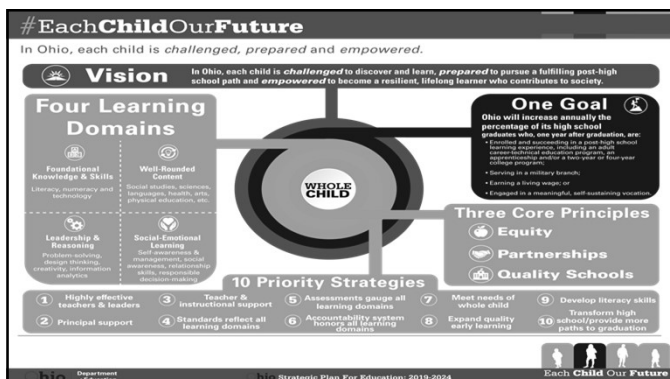 #EachChildOurFuture
In Ohio, each child is challenged, prepared and empowered.
Vision
In Ohio, each child is challenged to discover and learn, prepared to pursue a fulfilling post-high
school path and empowered to become a resilient, lifelong learner who contributes to society.
Four Learning
Domains
Foundational
Knowledge & Skills
Literacy, numeracy and
technology
Well-Rounded
Content
Social studies, sciences,
languages, health, arts,
physical education, etc.
Leadership &
Reasoning
Problem-solving,
design thinking,
creativity, information
analytics
Social-Emotional
Learning
Self-awareness &
management, social
awareness, relationship
skills, responsible
decision-making
WHOLE
CHILD
One Goal
Ohio will increase annually the
percentage of its high school
graduates who, one year after graduation, are:
• Enrolled and succeeding in a post-high school
learning experience, including an adult
career-technical education program, an
apprenticeship and/or a two-year or four-year
college program;
• Serving in a military branch;
• Earning a living wage; or
• Engaged in a meaningful, self-sustaining vocation.
Three Core Principles
Equity
Partnerships
Quality Schools
10 Priority Strategies
1 Highly effective
teachers & leaders
2 Principal support
3 Teacher &
instructional support
4 Standards reflect all
learning domains
5 Assessments gauge all
learning domains
6 Accountability system
honors all learning
domains
7 Meet needs of
whole child
8 Expand quality
early learning
9 Develop literacy skills
10 Transform high
school/provide more
paths to graduation
Department
Strategic Plan For Education: 2019-2024
Each Child Our Future